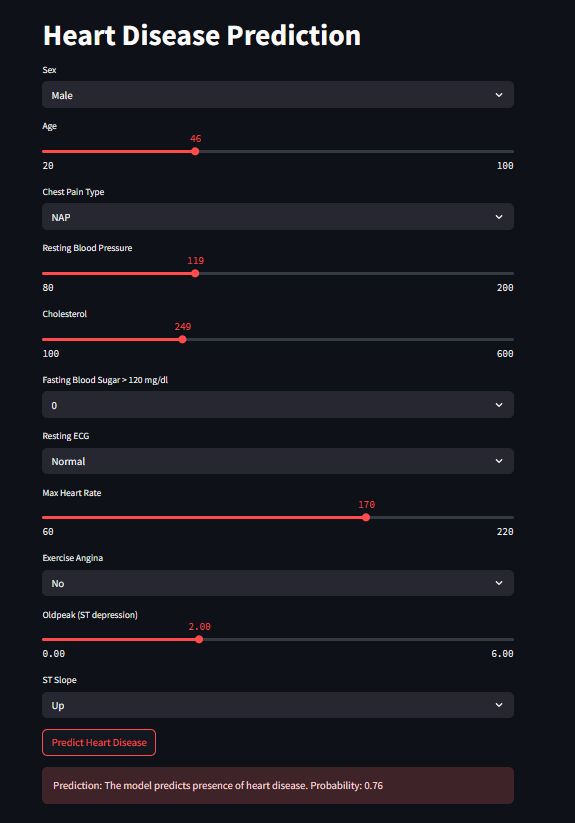 Heart Disease Prediction
Sex
Male
Age
46
20 100
Chest Pain Type
NAP
Resting Blood Pressure
119
80 200
Cholesterol
249
100 600
Fasting Blood Sugar > 120 mg/dl
0
Resting ECG
Normal
Max Heart Rate
170
60 220
Exercise Angina
No
Oldpeak (ST depression)
2.00
0.00 6.00
ST Slope
Up
Predict Heart Disease
Prediction: The model predicts presence of heart disease. Probability: 0.76